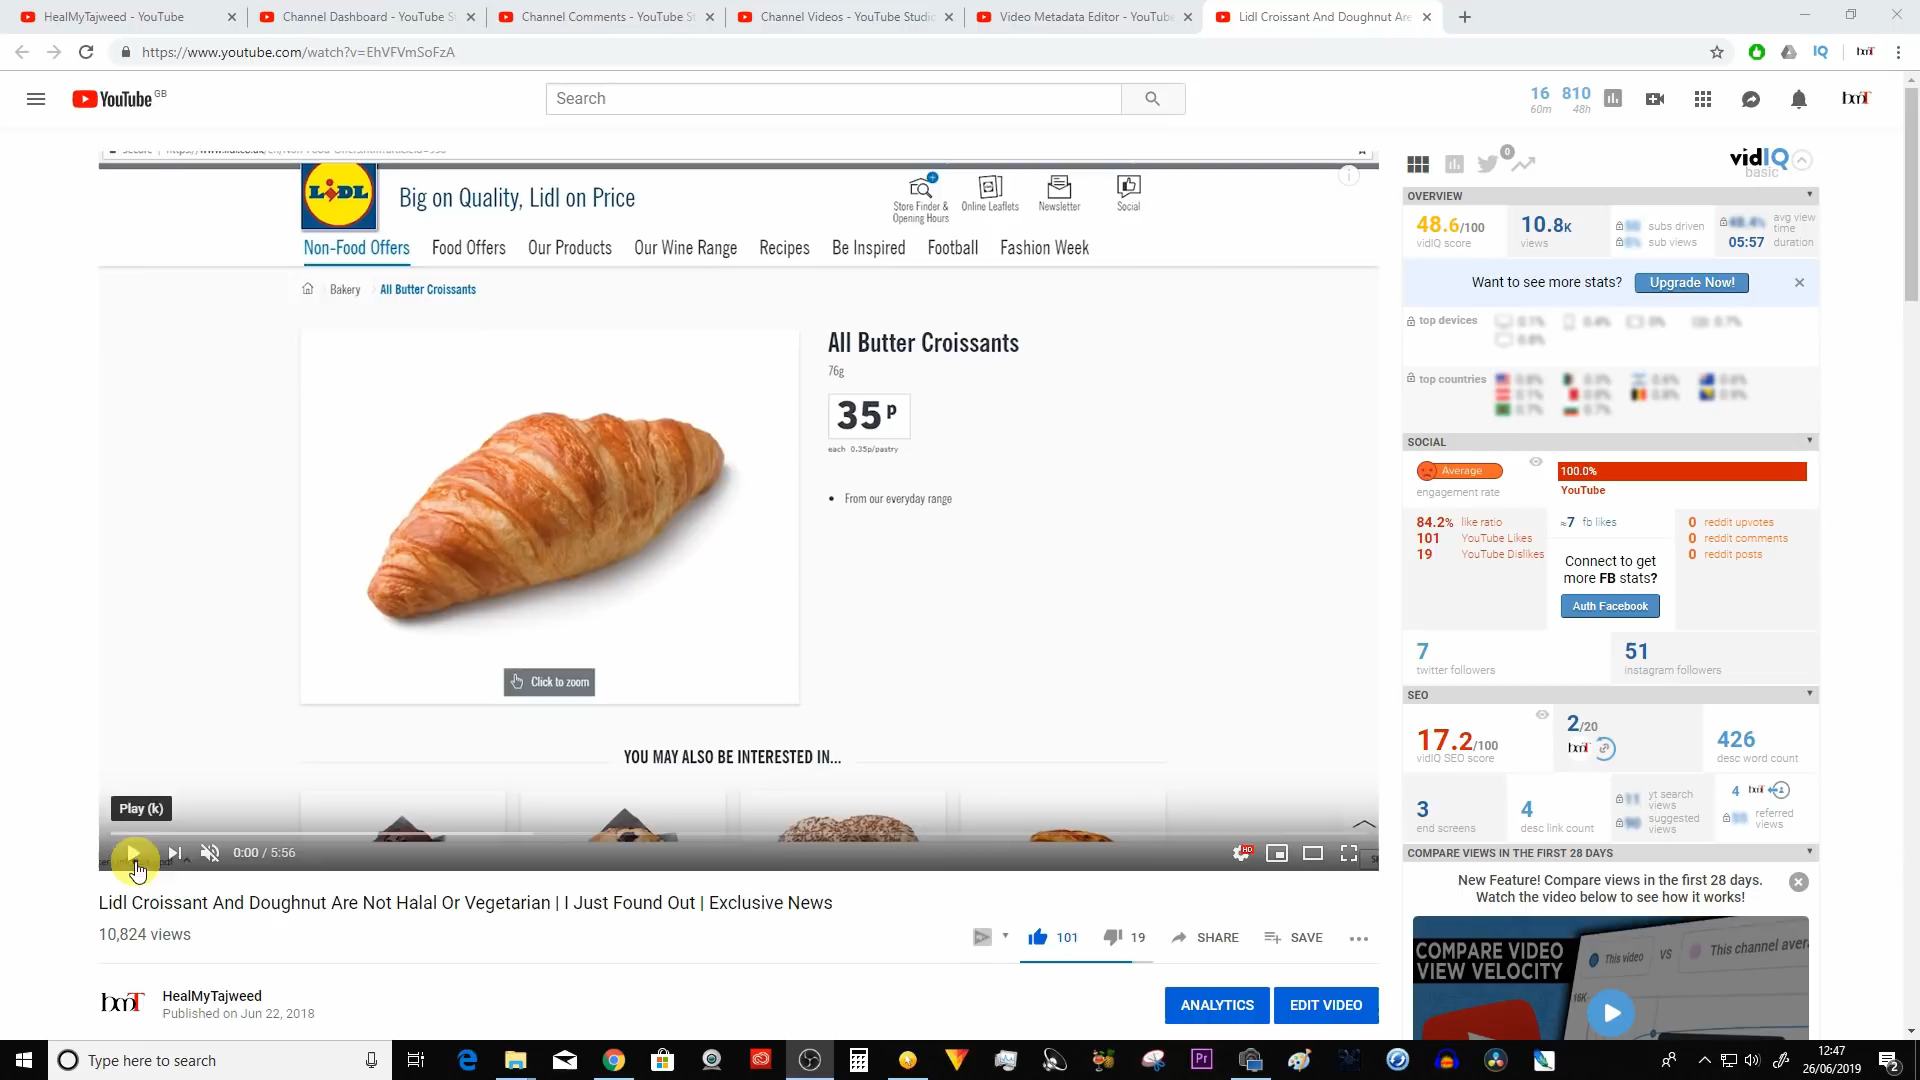 HealMyTajweed - YouTube
Channel Dashboard - YouTube S
Channel Comments - YouTube St
Channel Videos - YouTube Studio
Video Metadata Editor - YouTube
Lidl Croissant And Doughnut Are
https://www.youtube.com/watch?v=EhVFVmSoFzA
YouTube GB
Search
16 60m
810 48h
LIDL
Big on Quality, Lidl on Price
Store Finder & Opening Hours
Online Leaflets
Newsletter
Social
Non-Food Offers Food Offers Our Products Our Wine Range Recipes Be Inspired Football Fashion Week
Bakery All Butter Croissants
All Butter Croissants
76g
35p
each 0.35p/pastry
• From our everyday range
Click to zoom
YOU MAY ALSO BE INTERESTED IN...
Play (k)
0:00 / 5:56
HD
Lidl Croissant And Doughnut Are Not Halal Or Vegetarian | I Just Found Out | Exclusive News
10,824 views
101
19
SHARE
SAVE
HealMyTajweed
Published on Jun 22, 2018
ANALYTICS
EDIT VIDEO
0
vidIQ
basic
OVERVIEW
48.6/100
vidIQ score
10.8K
views
subs driven
sub views
avg view time
05:57 duration
Want to see more stats?
Upgrade Now!
top devices
top countries
SOCIAL
Average
engagement rate
100.0%
YouTube
84.2% like ratio
101 YouTube Likes
19 YouTube Dislikes
≈7 fb likes
Connect to get more FB stats?
Auth Facebook
0 reddit upvotes
0 reddit comments
0 reddit posts
7
twitter followers
51
instagram followers
SEO
17.2/100
vidIQ SEO score
2/20
426
desc word count
3
end screens
4
desc link count
yt search views
suggested views
4
referred views
COMPARE VIEWS IN THE FIRST 28 DAYS
New Feature! Compare views in the first 28 days.
Watch the video below to see how it works!
COMPARE VIDEO
VIEW VELOCITY
This video VS This channel aver
Type here to search
12:47
26/06/2019
2